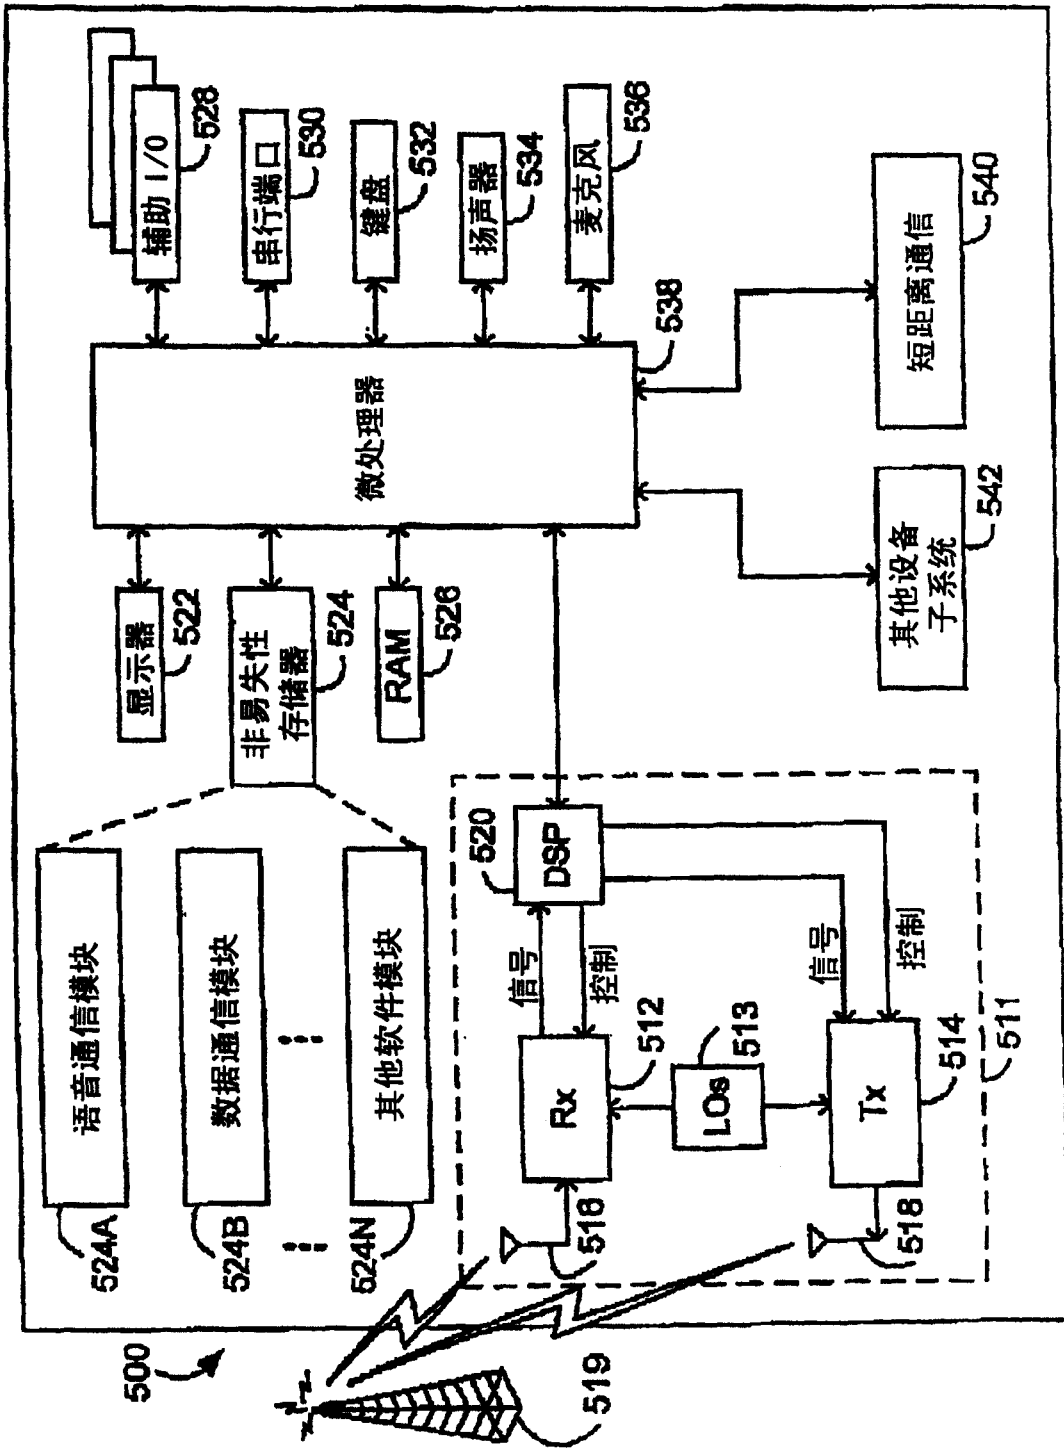 500
519
524A
语音通信模块
524B
数据通信模块
524N
其他软件模块
显示器
522
非易失性
存储器
524
RAM
526
微处理器
538
辅助 I/O
528
串行端口
530
键盘
532
扬声器
534
麦克风
536
516
Rx
512
信号
控制
520
DSP
LOs
513
518
Tx
514
信号
控制
511
其他设备
子系统
542
短距离通信
540